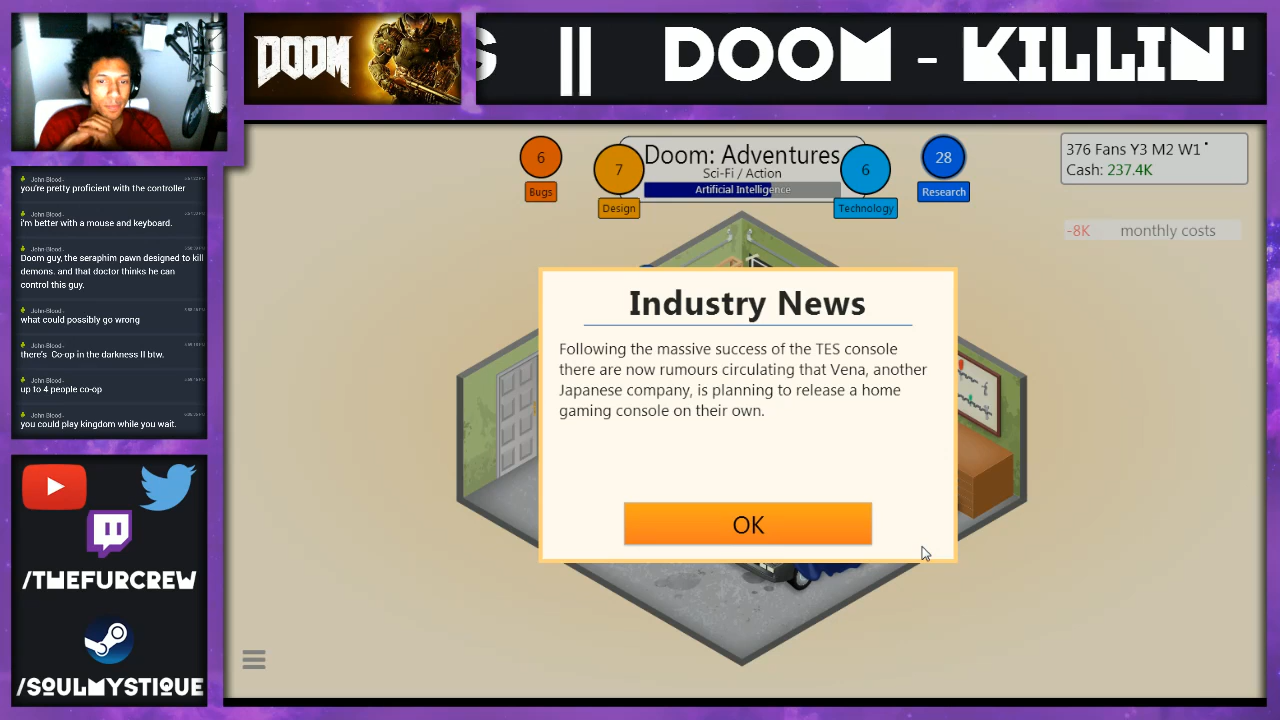 DOOM
S || DOOM - KILLIN'
John-Blood-
you're pretty proficient with the controller
John-Blood-
i'm better with a mouse and keyboard.
John-Blood-
Doom guy, the seraphim pawn designed to kill
demons. and that doctor thinks he can
control this guy.
John-Blood-
what could possibly go wrong
John-Blood-
there's Co-op in the darkness II btw.
John-Blood-
up to 4 people co-op
John-Blood-
you could play kingdom while you wait.
/THEFURCREW
/SOULMYSTIQUE
6
Bugs
7
Design
Doom: Adventures
Sci-Fi / Action
Artificial Intelligence
6
Technology
28
Research
376 Fans Y3 M2 W1
Cash: 237.4K
-8K monthly costs
Industry News
Following the massive success of the TES console
there are now rumours circulating that Vena, another
Japanese company, is planning to release a home
gaming console on their own.
OK